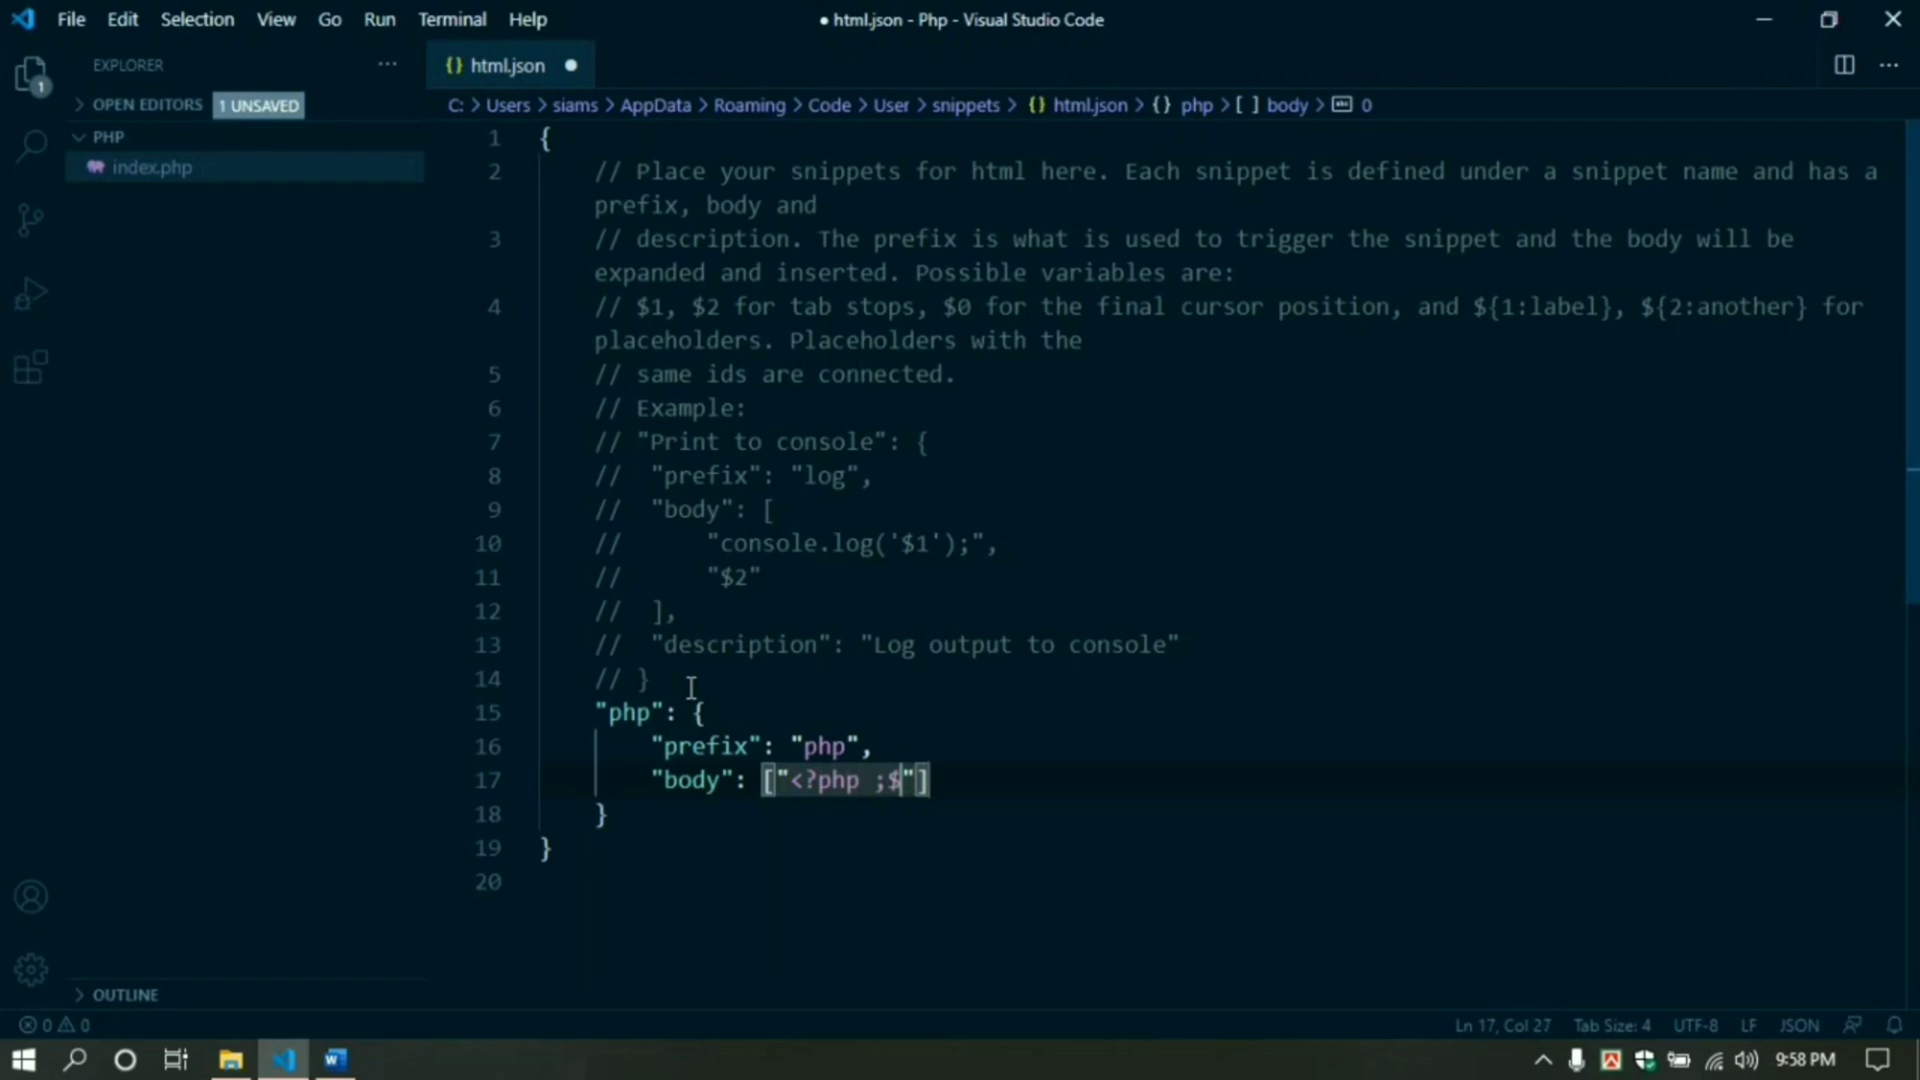 File Edit Selection View Go Run Terminal Help
● html.json - Php - Visual Studio Code
EXPLORER
{} html.json ●
OPEN EDITORS 1 UNSAVED
C: > Users > siams > AppData > Roaming > Code > User > snippets > {} html.json > {} php > [ ] body > abc 0
PHP
index.php
1
1 {
2 // Place your snippets for html here. Each snippet is defined under a snippet name and has a
prefix, body and
3 // description. The prefix is what is used to trigger the snippet and the body will be
expanded and inserted. Possible variables are:
4 // $1, $2 for tab stops, $0 for the final cursor position, and ${1:label}, ${2:another} for
placeholders. Placeholders with the
5 // same ids are connected.
6 // Example:
7 // "Print to console": {
8 // "prefix": "log",
9 // "body": [
10 // "console.log('$1');",
11 // "$2"
12 // ],
13 // "description": "Log output to console"
14 // }
15 "php": {
16 "prefix": "php",
17 "body": ["<?php ;$"]
18 }
19 }
20
OUTLINE
0 0
Ln 17, Col 27 Tab Size: 4 UTF-8 LF JSON
9:58 PM